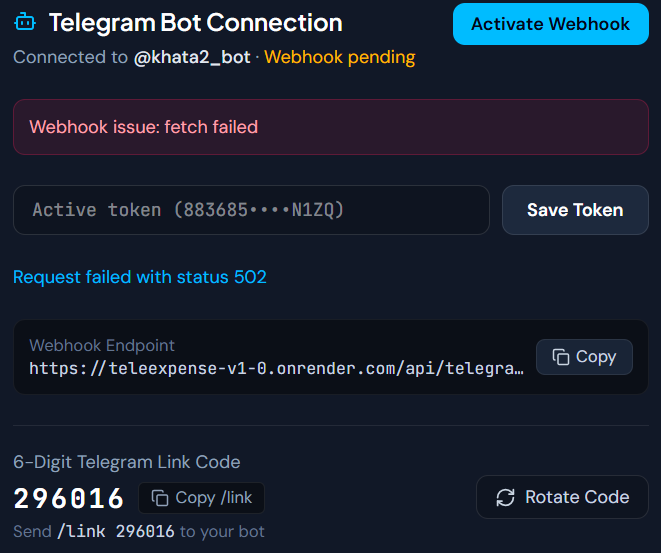 Telegram Bot Connection
Activate Webhook
Connected to @khata2_bot · Webhook pending
Webhook issue: fetch failed
Active token (883685••••N1ZQ)
Save Token
Request failed with status 502
Webhook Endpoint
https://teleexpense-v1-0.onrender.com/api/telegra…
Copy
6-Digit Telegram Link Code
296016
Copy /link
Rotate Code
Send /link 296016 to your bot